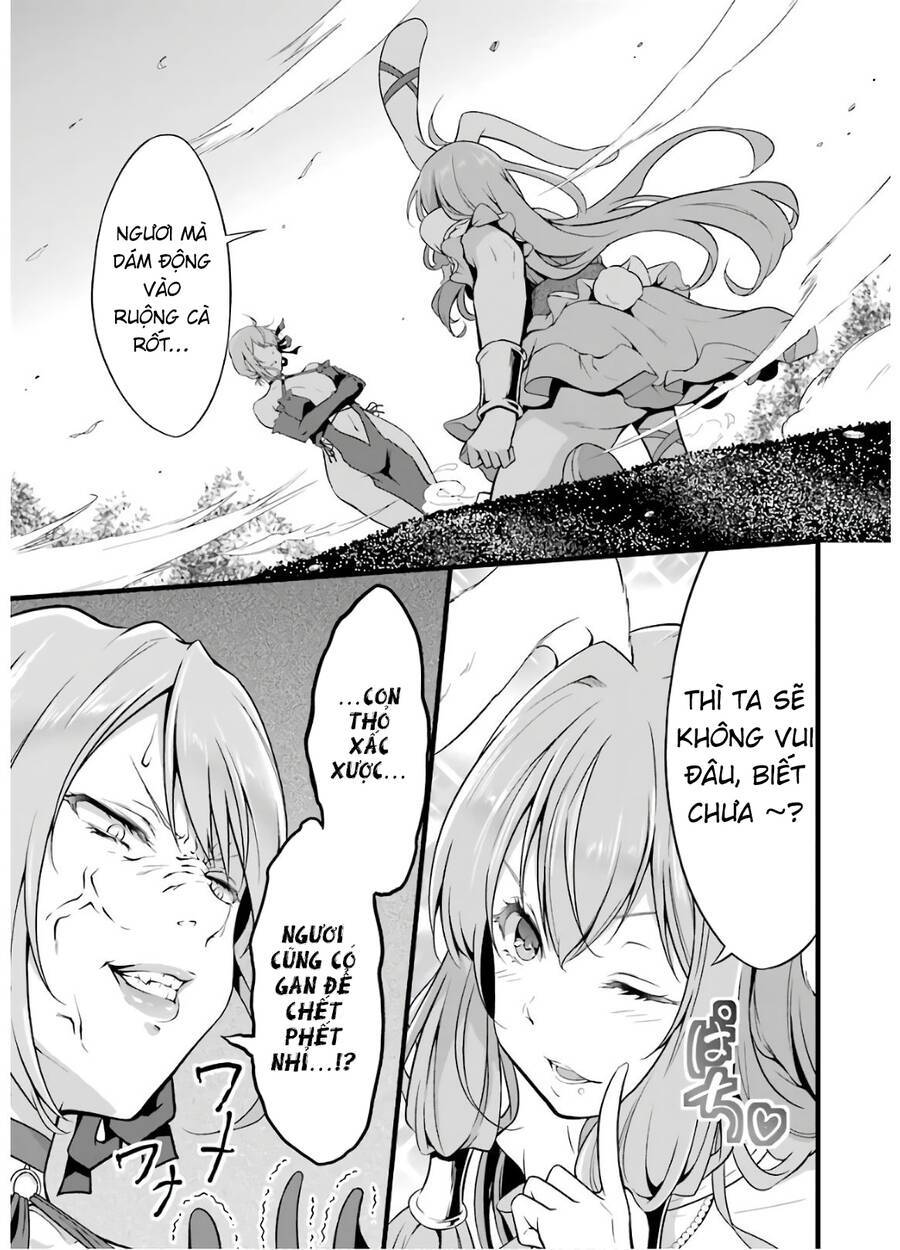 NGƯƠI MÀ
DÁM ĐỘNG
VÀO
RUỘNG CÀ
RỐT...
THÌ TA SẼ
KHÔNG VUI
ĐÂU, BIẾT
CHƯA ~?
ぱち♡
...CON
THỎ
XẤC
XƯỢC...
NGƯƠI
CŨNG CÓ
GAN ĐỂ
CHẾT
PHẾT
NHỈ...!?
ワナ
ワナ